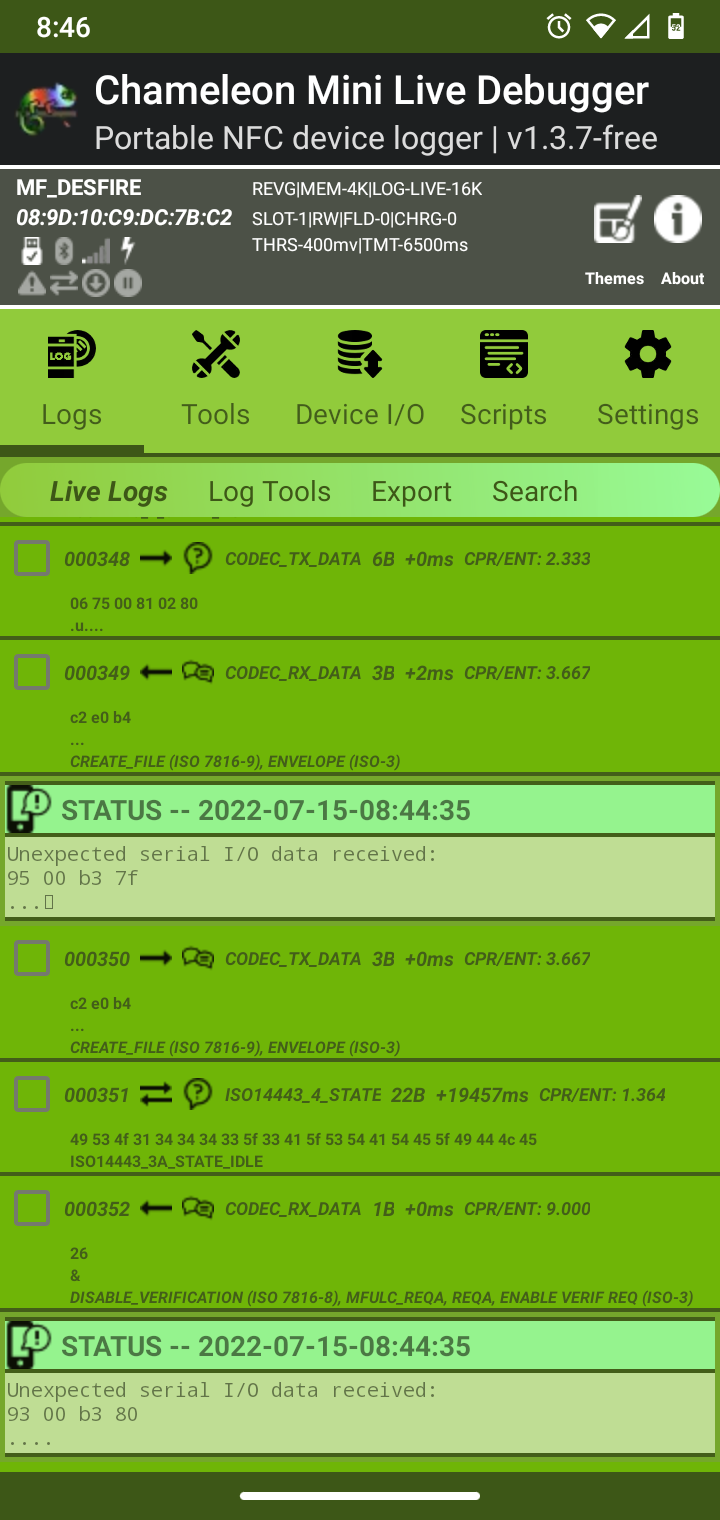 8:46
92
Chameleon Mini Live Debugger
Portable NFC device logger | v1.3.7-free
MF_DESFIRE
08:9D:10:C9:DC:7B:C2
REVG|MEM-4K|LOG-LIVE-16K
SLOT-1|RW|FLD-0|CHRG-0
THRS-400mv|TMT-6500ms
Themes About
LOG
Logs Tools Device I/O Scripts Settings
Live Logs Log Tools Export Search
000348 CODEC_TX_DATA 6B +0ms CPR/ENT: 2.333
06 75 00 81 02 80
.u....
000349 CODEC_RX_DATA 3B +2ms CPR/ENT: 3.667
c2 e0 b4
...
CREATE_FILE (ISO 7816-9), ENVELOPE (ISO-3)
STATUS -- 2022-07-15-08:44:35
Unexpected serial I/O data received:
95 00 b3 7f
...▯
000350 CODEC_TX_DATA 3B +0ms CPR/ENT: 3.667
c2 e0 b4
...
CREATE_FILE (ISO 7816-9), ENVELOPE (ISO-3)
000351 ISO14443_4_STATE 22B +19457ms CPR/ENT: 1.364
49 53 4f 31 34 34 34 33 5f 33 41 5f 53 54 41 54 45 5f 49 44 4c 45
ISO14443_3A_STATE_IDLE
000352 CODEC_RX_DATA 1B +0ms CPR/ENT: 9.000
26
&
DISABLE_VERIFICATION (ISO 7816-8), MFULC_REQA, REQA, ENABLE VERIF REQ (ISO-3)
STATUS -- 2022-07-15-08:44:35
Unexpected serial I/O data received:
93 00 b3 80
....